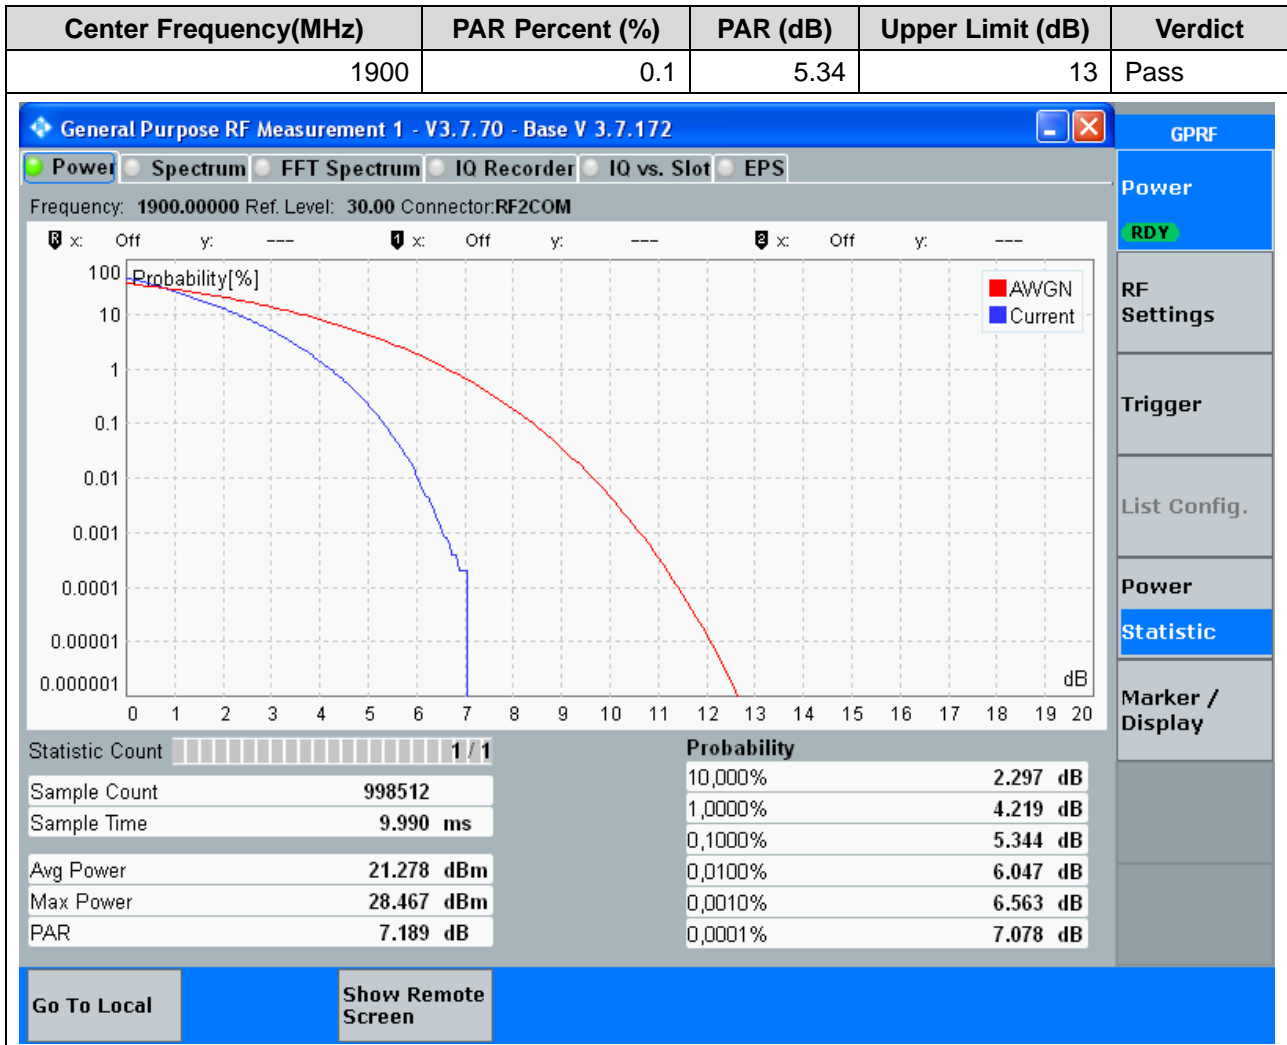 Center Frequency(MHz) PAR Percent (%) PAR (dB) Upper Limit (dB) Verdict
1900 0.1 5.34 13 Pass
General Purpose RF Measurement 1 - V3.7.70 - Base V 3.7.172
GPRF
Power Spectrum FFT Spectrum IQ Recorder IQ vs. Slot EPS
Power
RDY
Frequency: 1900.00000 Ref. Level: 30.00 Connector:RF2COM
R x: Off y: --- 1 x: Off y: --- 2 x: Off y: ---
Probability[%]
AWGN
Current
100
10
1
0.1
0.01
0.001
0.0001
0.00001
0.000001
dB
0 1 2 3 4 5 6 7 8 9 10 11 12 13 14 15 16 17 18 19 20
RF
Settings
Trigger
List Config.
Power
Statistic
Marker /
Display
Statistic Count 1 / 1
Sample Count 998512
Sample Time 9.990 ms
Avg Power 21.278 dBm
Max Power 28.467 dBm
PAR 7.189 dB
Probability
10,000% 2.297 dB
1,0000% 4.219 dB
0,1000% 5.344 dB
0,0100% 6.047 dB
0,0010% 6.563 dB
0,0001% 7.078 dB
Go To Local
Show Remote
Screen